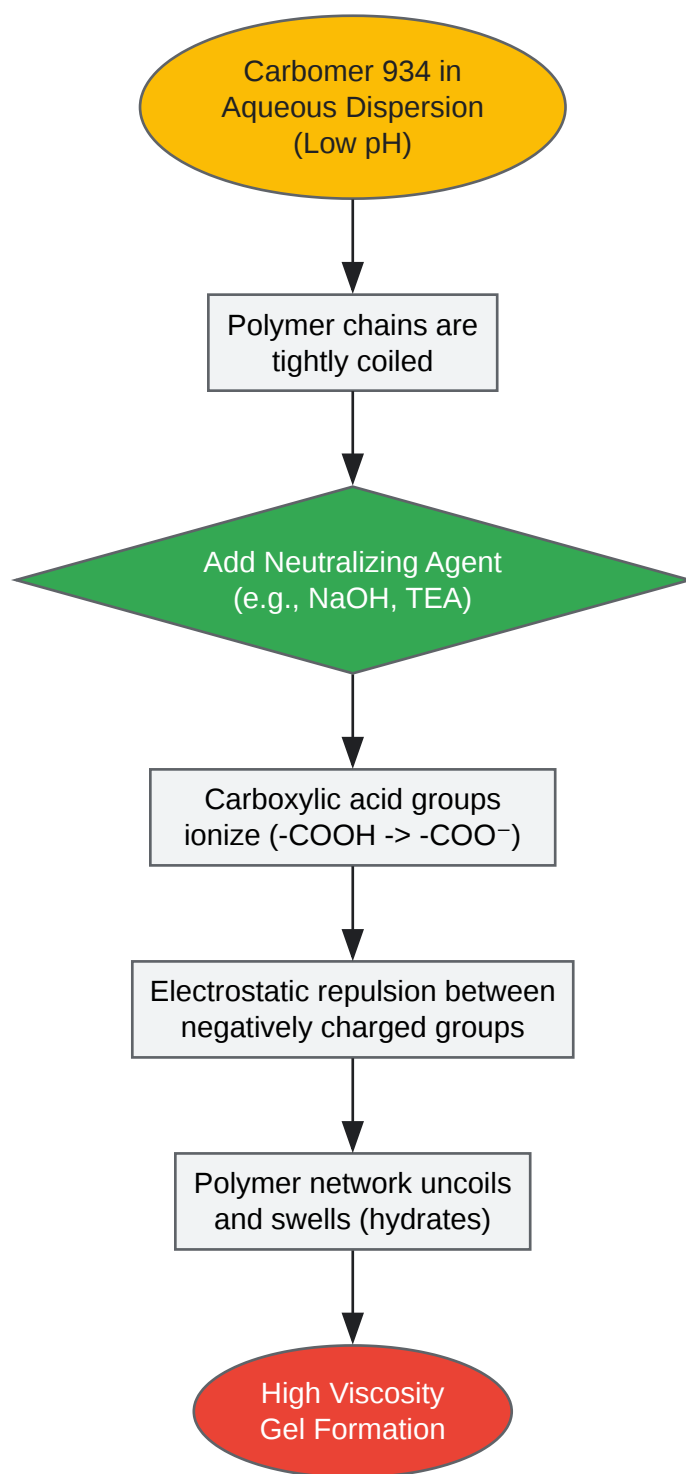 Carbomer 934 in
Aqueous Dispersion
(Low pH)
Polymer chains are
tightly coiled
Add Neutralizing Agent
(e.g., NaOH, TEA)
Carboxylic acid groups
ionize (-COOH -> -COO⁻)
Electrostatic repulsion between
negatively charged groups
Polymer network uncoils
and swells (hydrates)
High Viscosity
Gel Formation